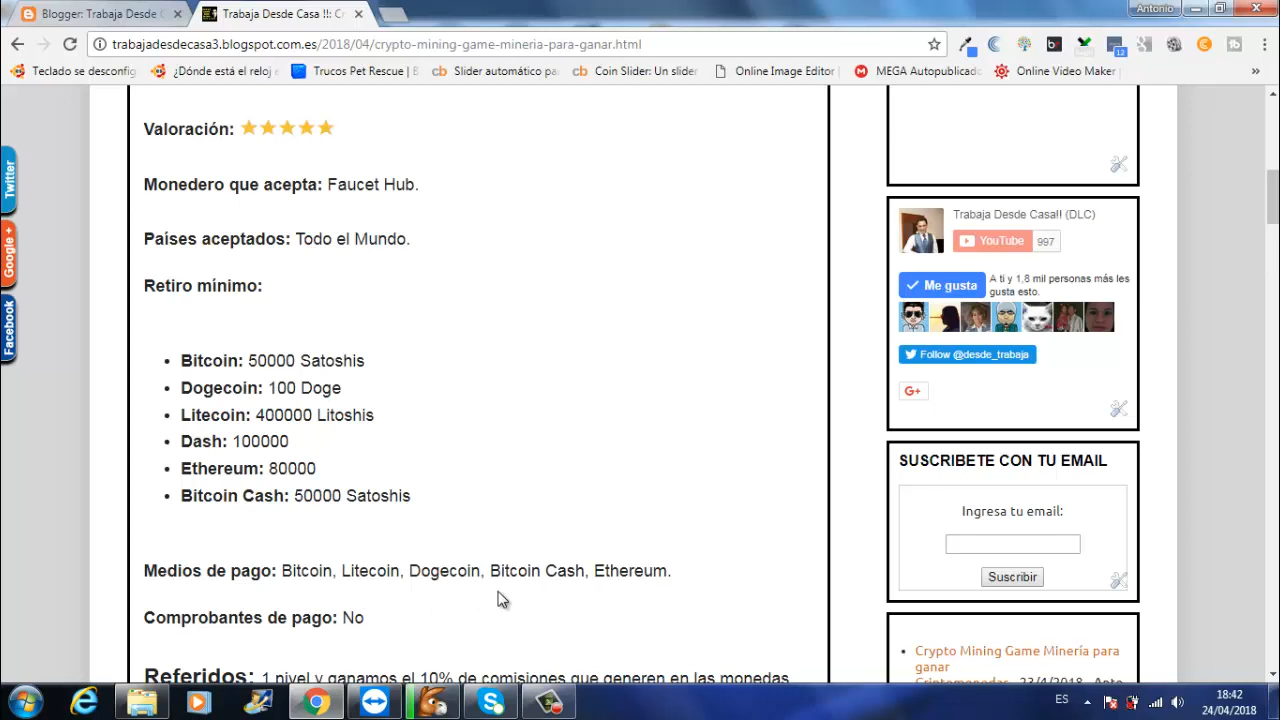 Blogger: Trabaja Desde C
Trabaja Desde Casa !!: Cr
Antonio
trabajadesdecasa3.blogspot.com.es/2018/04/crypto-mining-game-mineria-para-ganar.html
12
Teclado se desconfig
¿Dónde está el reloj
Trucos Pet Rescue | B
Slider automático pa
Coin Slider: Un slider
Online Image Editor
MEGA Autopublicado
Online Video Maker
»
Twitter
Google +
Facebook
Valoración:
Monedero que acepta: Faucet Hub.
Países aceptados: Todo el Mundo.
Retiro mínimo:
• Bitcoin: 50000 Satoshis
• Dogecoin: 100 Doge
• Litecoin: 400000 Litoshis
• Dash: 100000
• Ethereum: 80000
• Bitcoin Cash: 50000 Satoshis
Medios de pago: Bitcoin, Litecoin, Dogecoin, Bitcoin Cash, Ethereum.
Comprobantes de pago: No
Referidos: 1 nivel y ganamos el 10% de comisiones que generen en las monedas
Trabaja Desde Casa!! (DLC)
YouTube 997
Me gusta
A ti y 1,8 mil personas más les
gusta esto.
Follow @desde_trabaja
G+
SUSCRIBETE CON TU EMAIL
Ingresa tu email:
Suscribir
• Crypto Mining Game Minería para
ganar
Criptomonedas - 23/4/2018 - Anto
ES
18:42
24/04/2018